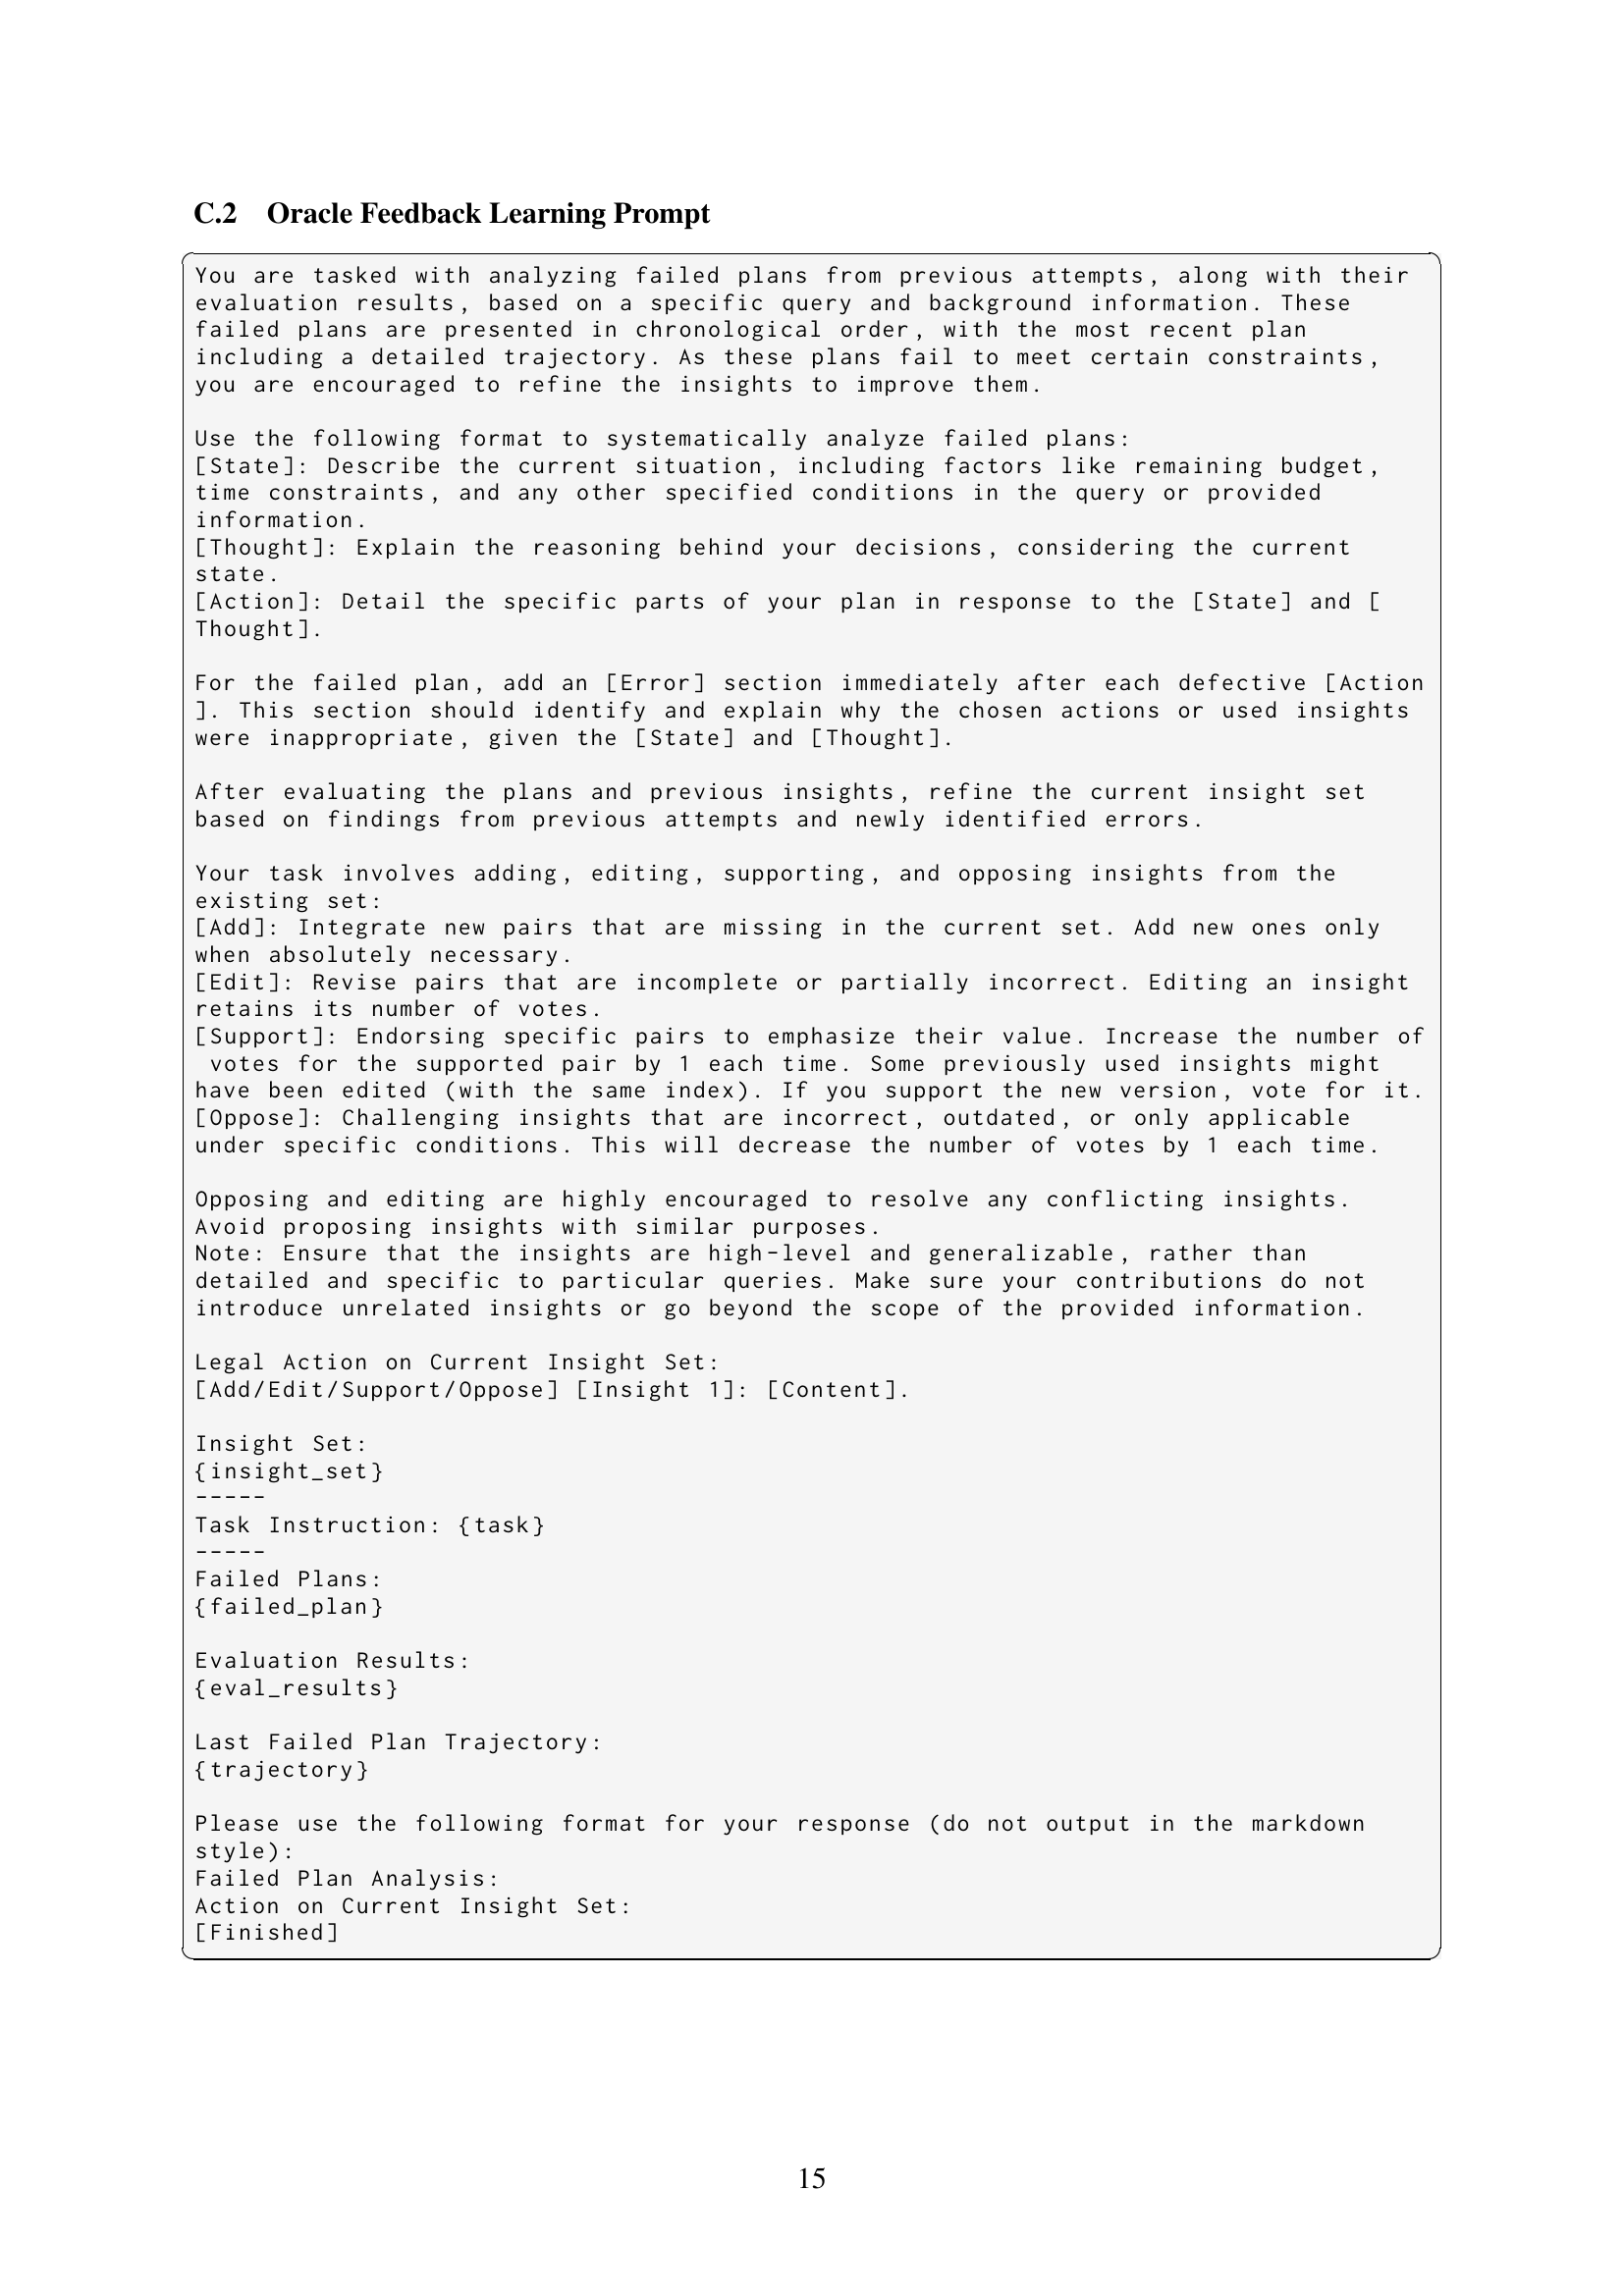 C.2 Oracle Feedback Learning Prompt
You are tasked with analyzing failed plans from previous attempts, along with their
evaluation results, based on a specific query and background information. These
failed plans are presented in chronological order, with the most recent plan
including a detailed trajectory. As these plans fail to meet certain constraints,
you are encouraged to refine the insights to improve them.
Use the following format to systematically analyze failed plans:
[State]: Describe the current situation, including factors like remaining budget,
time constraints, and any other specified conditions in the query or provided
information.
[Thought]: Explain the reasoning behind your decisions, considering the current
state.
[Action]: Detail the specific parts of your plan in response to the [State] and [
Thought].
For the failed plan, add an [Error] section immediately after each defective [Action
]. This section should identify and explain why the chosen actions or used insights
were inappropriate, given the [State] and [Thought].
After evaluating the plans and previous insights, refine the current insight set
based on findings from previous attempts and newly identified errors.
Your task involves adding, editing, supporting, and opposing insights from the
existing set:
[Add]: Integrate new pairs that are missing in the current set. Add new ones only
when absolutely necessary.
[Edit]: Revise pairs that are incomplete or partially incorrect. Editing an insight
retains its number of votes.
[Support]: Endorsing specific pairs to emphasize their value. Increase the number of
votes for the supported pair by 1 each time. Some previously used insights might
have been edited (with the same index). If you support the new version, vote for it.
[Oppose]: Challenging insights that are incorrect, outdated, or only applicable
under specific conditions. This will decrease the number of votes by 1 each time.
Opposing and editing are highly encouraged to resolve any conflicting insights.
Avoid proposing insights with similar purposes.
Note: Ensure that the insights are high-level and generalizable, rather than
detailed and specific to particular queries. Make sure your contributions do not
introduce unrelated insights or go beyond the scope of the provided information.
Legal Action on Current Insight Set:
[Add/Edit/Support/Oppose] [Insight 1]: [Content].
Insight Set:
{insight_set}
-----
Task Instruction: {task}
-----
Failed Plans:
{failed_plan}
Evaluation Results:
{eval_results}
Last Failed Plan Trajectory:
{trajectory}
Please use the following format for your response (do not output in the markdown
style):
Failed Plan Analysis:
Action on Current Insight Set:
[Finished]
15